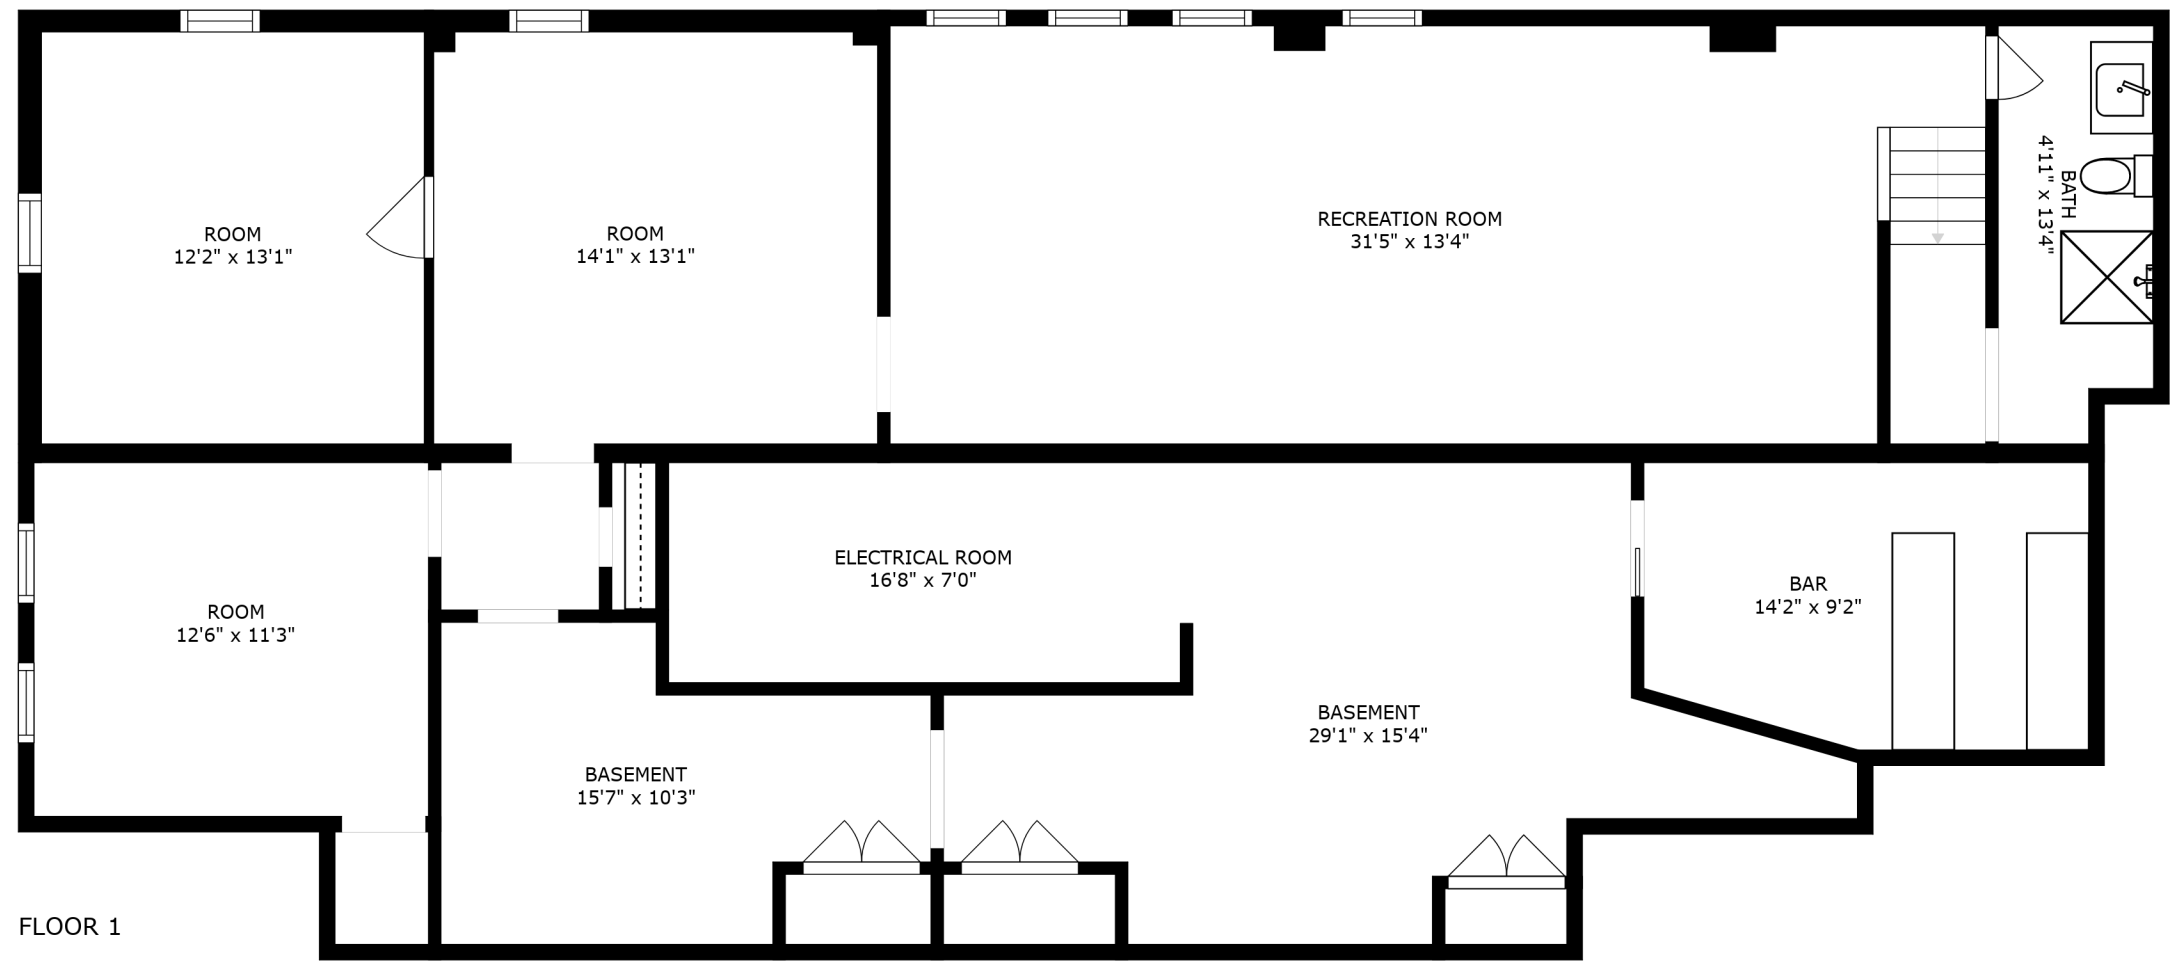 ROOM
12'2" x 13'1"
ROOM
14'1" x 13'1"
RECREATION ROOM
31'5" x 13'4"
BATH
4'11" x 13'4"
ELECTRICAL ROOM
16'8" x 7'0"
BAR
14'2" x 9'2"
ROOM
12'6" x 11'3"
BASEMENT
29'1" x 15'4"
BASEMENT
15'7" x 10'3"
FLOOR 1